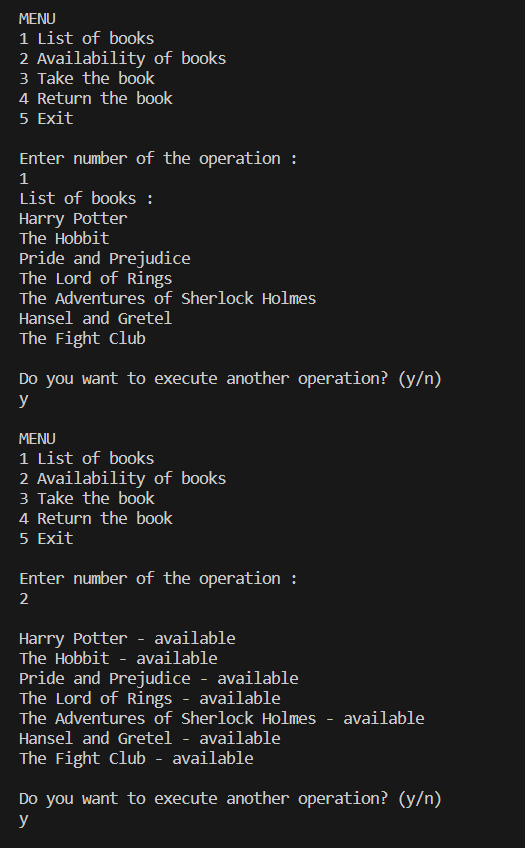 MENU
1 List of books
2 Availability of books
3 Take the book
4 Return the book
5 Exit
Enter number of the operation :
1
List of books :
Harry Potter
The Hobbit
Pride and Prejudice
The Lord of Rings
The Adventures of Sherlock Holmes
Hansel and Gretel
The Fight Club
Do you want to execute another operation? (y/n)
y
MENU
1 List of books
2 Availability of books
3 Take the book
4 Return the book
5 Exit
Enter number of the operation :
2
Harry Potter - available
The Hobbit - available
Pride and Prejudice - available
The Lord of Rings - available
The Adventures of Sherlock Holmes - available
Hansel and Gretel - available
The Fight Club - available
Do you want to execute another operation? (y/n)
y